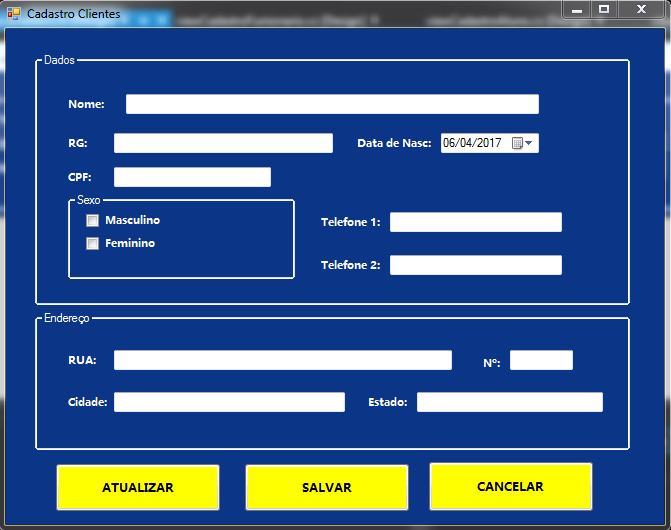 Cadastro Clientes
Dados
Nome:
RG:
Data de Nasc: 06/04/2017
CPF:
Sexo
Masculino
Feminino
Telefone 1:
Telefone 2:
Endereço
RUA:
Nº:
Cidade:
Estado:
ATUALIZAR
SALVAR
CANCELAR